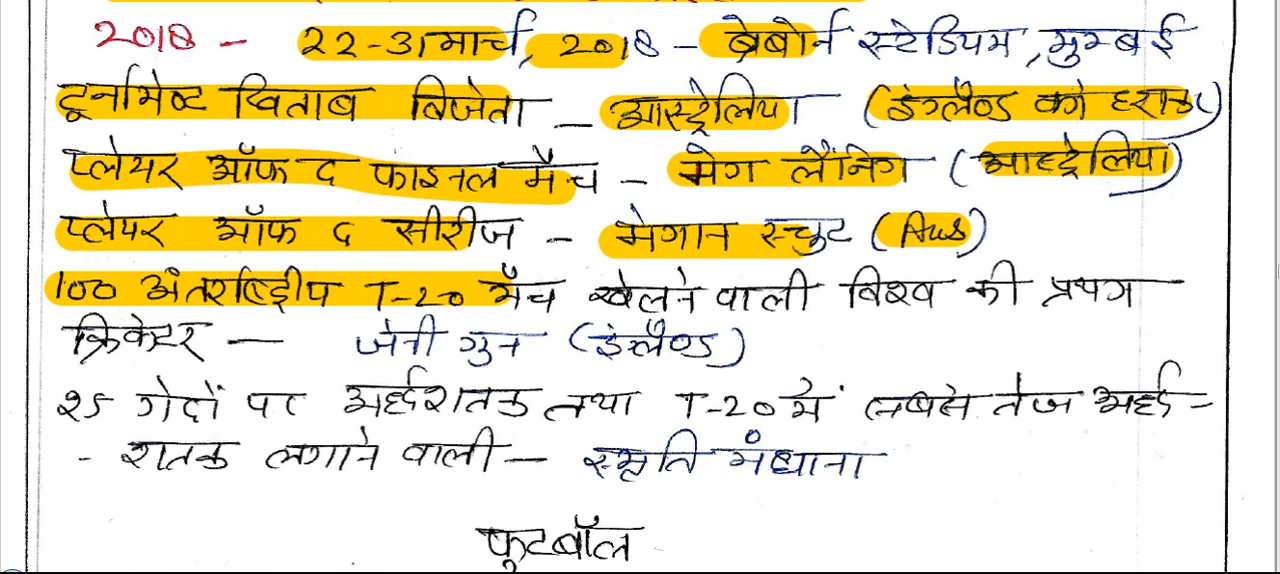 2018 - 22-31 मार्च, 2018 - ब्रेबोर्न स्टेडियम, मुम्बई
टूर्नामेण्ट खिताब विजेता - आस्ट्रेलिया (इंग्लैण्ड को हराकर)
प्लेयर ऑफ द फाइनल मैच - मेग लैंनिंग (आस्ट्रेलिया)
प्लेयर ऑफ द सीरीज - मेगान स्चुट (Aus)
100 अंतर्राष्ट्रीय T-20 मैच खेलने वाली विश्व की प्रथम
क्रिकेटर - जेनी गुन (इंग्लैण्ड)
25 गेदों पर अर्द्धशतक तथा T-20 में सबसे तेज अर्द्ध-
- शतक लगाने वाली - स्मृति मंधाना
फुटबॉल